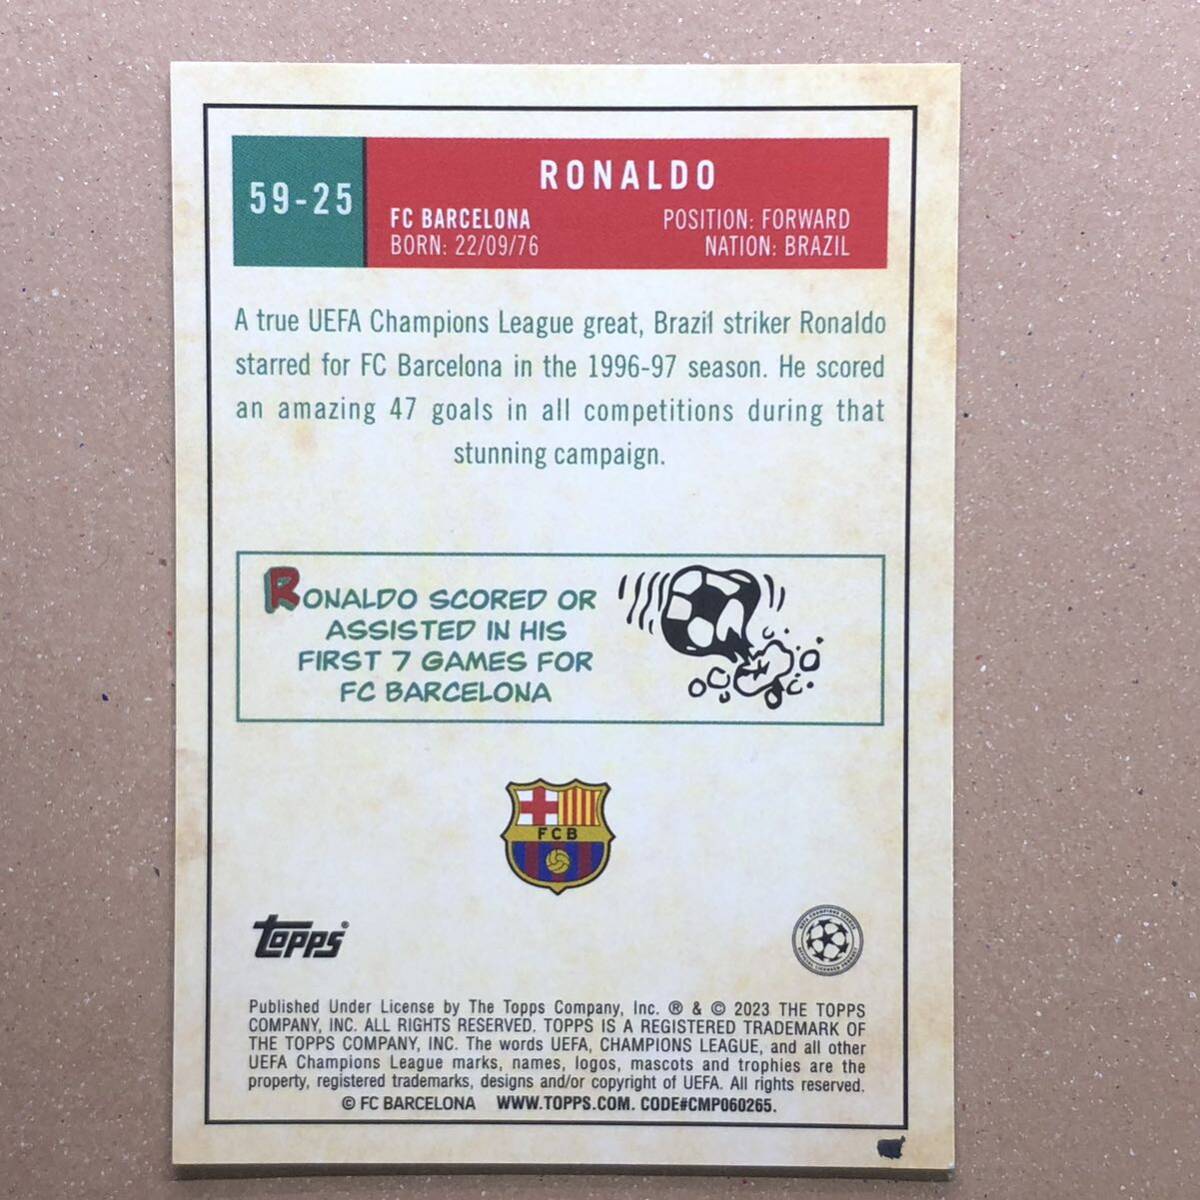 59-25
RONALDO
FC BARCELONA
BORN: 22/09/76
POSITION: FORWARD
NATION: BRAZIL
A true UEFA Champions League great, Brazil striker Ronaldo
starred for FC Barcelona in the 1996-97 season. He scored
an amazing 47 goals in all competitions during that
stunning campaign.
RONALDO SCORED OR
ASSISTED IN HIS
FIRST 7 GAMES FOR
FC BARCELONA
FCB
Topps®
UEFA CHAMPIONS LEAGUE
OFFICIAL LICENSED PRODUCT
Published Under License by The Topps Company, Inc. ® & © 2023 THE TOPPS
COMPANY, INC. ALL RIGHTS RESERVED. TOPPS IS A REGISTERED TRADEMARK OF
THE TOPPS COMPANY, INC. The words UEFA, CHAMPIONS LEAGUE, and all other
UEFA Champions League marks, names, logos, mascots and trophies are the
property, registered trademarks, designs and/or copyright of UEFA. All rights reserved.
© FC BARCELONA WWW.TOPPS.COM. CODE#CMP060265.